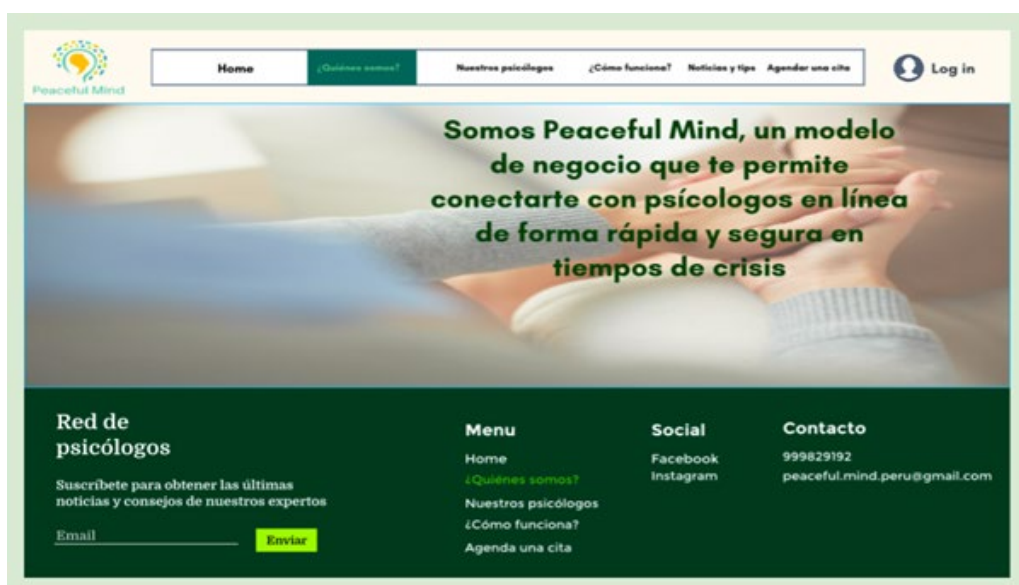 Peaceful Mind
Home
¿Quiénes somos?
Nuestros psicólogos
¿Cómo funciona?
Noticias y tips
Agendar una cita
Log in
Somos Peaceful Mind, un modelo
de negocio que te permite
conectarte con psícologos en línea
de forma rápida y segura en
tiempos de crisis
Red de
psicólogos
Suscríbete para obtener las últimas
noticias y consejos de nuestros expertos
Email
Enviar
Menu
Home
¿Quiénes somos?
Nuestros psicólogos
¿Cómo funciona?
Agenda una cita
Social
Facebook
Instagram
Contacto
999829192
peaceful.mind.peru@gmail.com